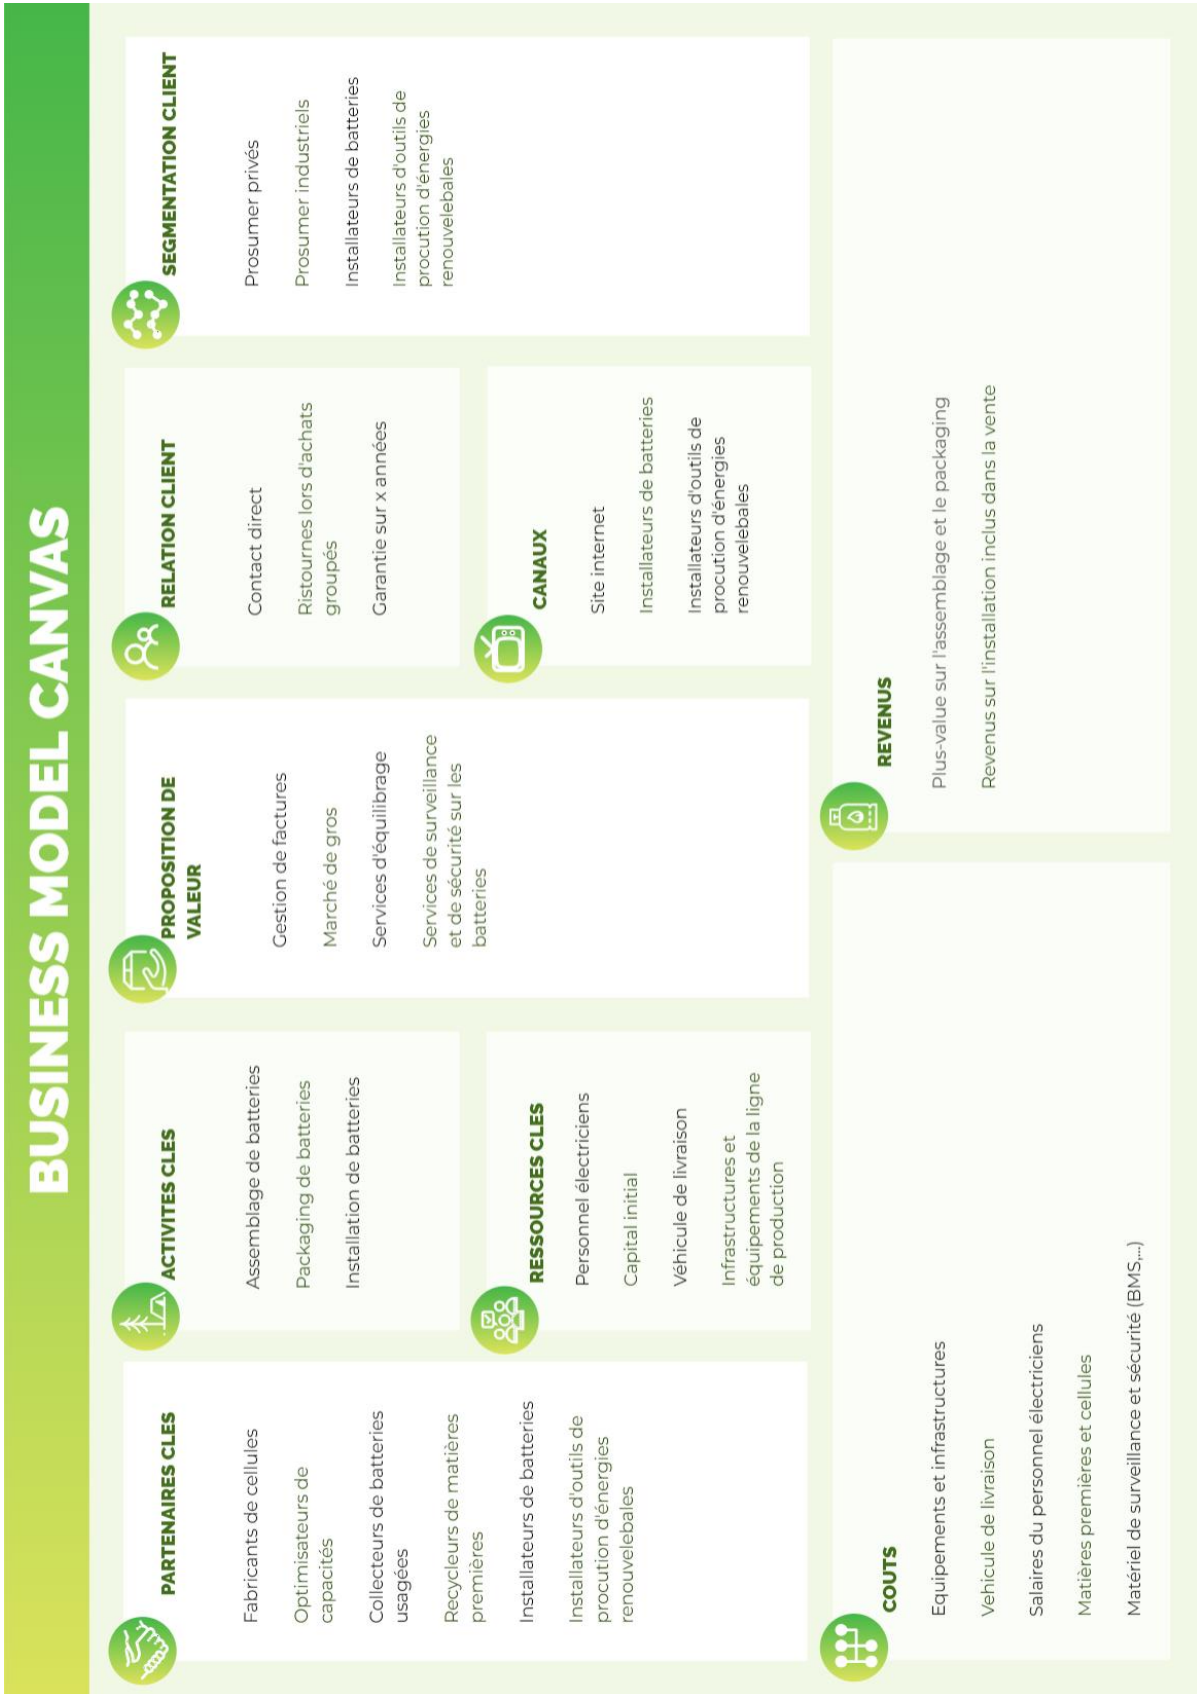 BUSINESS MODEL CANVAS
PARTENAIRES CLES
Fabricants de cellules
Optimisateurs de
capacités
Collecteurs de batteries
usagées
Recycleurs de matières
premières
Installateurs de batteries
Installateurs d'outils de
procution d'énergies
renouvelebales
ACTIVITES CLES
Assemblage de batteries
Packaging de batteries
Installation de batteries
RESSOURCES CLES
Personnel électriciens
Capital initial
Véhicule de livraison
Infrastructures et
équipements de la ligne
de production
PROPOSITION DE
VALEUR
Gestion de factures
Marché de gros
Services d'équilibrage
Services de surveillance
et de sécurité sur les
batteries
RELATION CLIENT
Contact direct
Ristournes lors d'achats
groupés
Garantie sur x années
CANAUX
Site internet
Installateurs de batteries
Installateurs d'outils de
procution d'énergies
renouvelebales
SEGMENTATION CLIENT
Prosumer privés
Prosumer industriels
Installateurs de batteries
Installateurs d'outils de
procution d'énergies
renouvelebales
COUTS
Equipements et infrastructures
Vehicule de livraison
Salaires du personnel électriciens
Matières premières et cellules
Matériel de surveillance et sécurité (BMS,...)
REVENUS
Plus-value sur l'assemblage et le packaging
Revenus sur l'installation inclus dans la vente